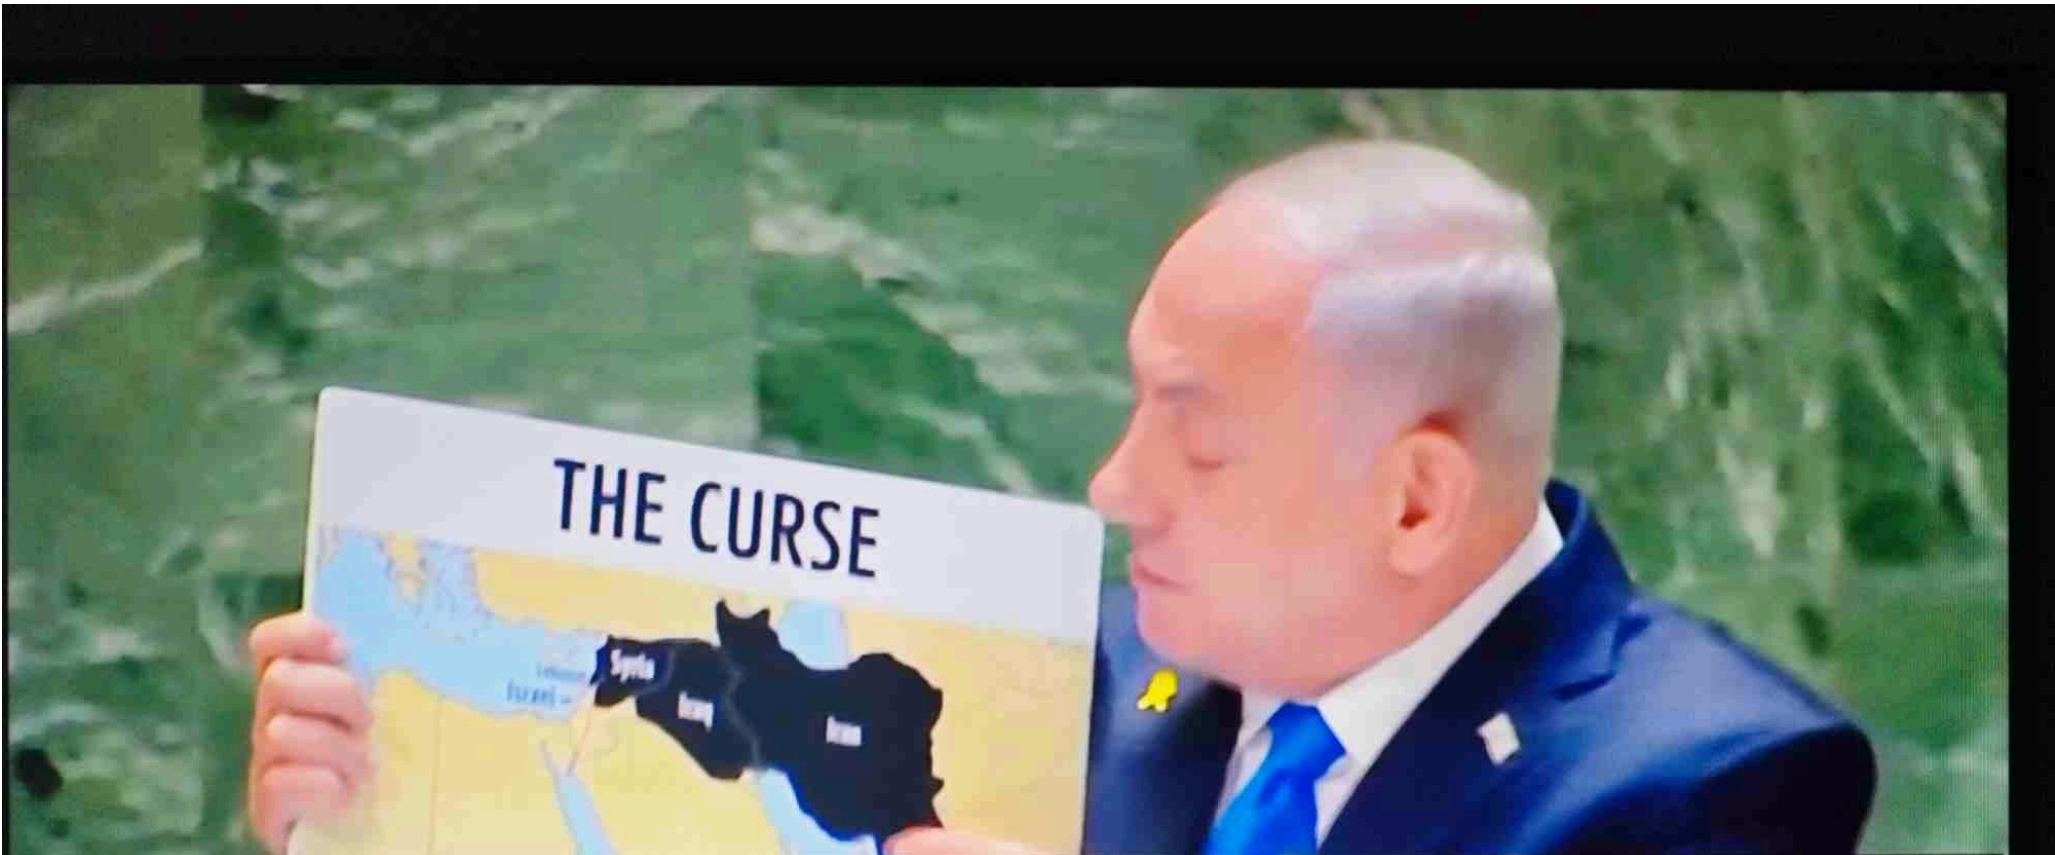 THE CURSE
Syria
Lebanon
Israel
Iraq
Iran